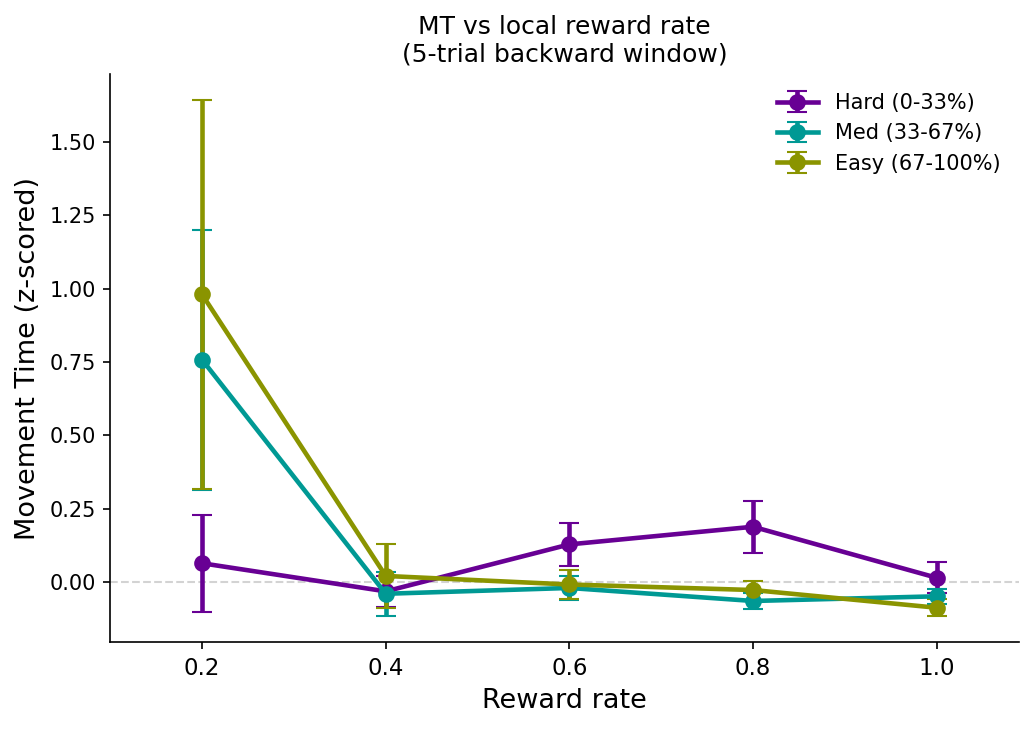 MT vs local reward rate
(5-trial backward window)
Hard (0-33%)
Med (33-67%)
Easy (67-100%)
Movement Time (z-scored)
1.50
1.25
1.00
0.75
0.50
0.25
0.00
0.2 0.4 0.6 0.8 1.0
Reward rate